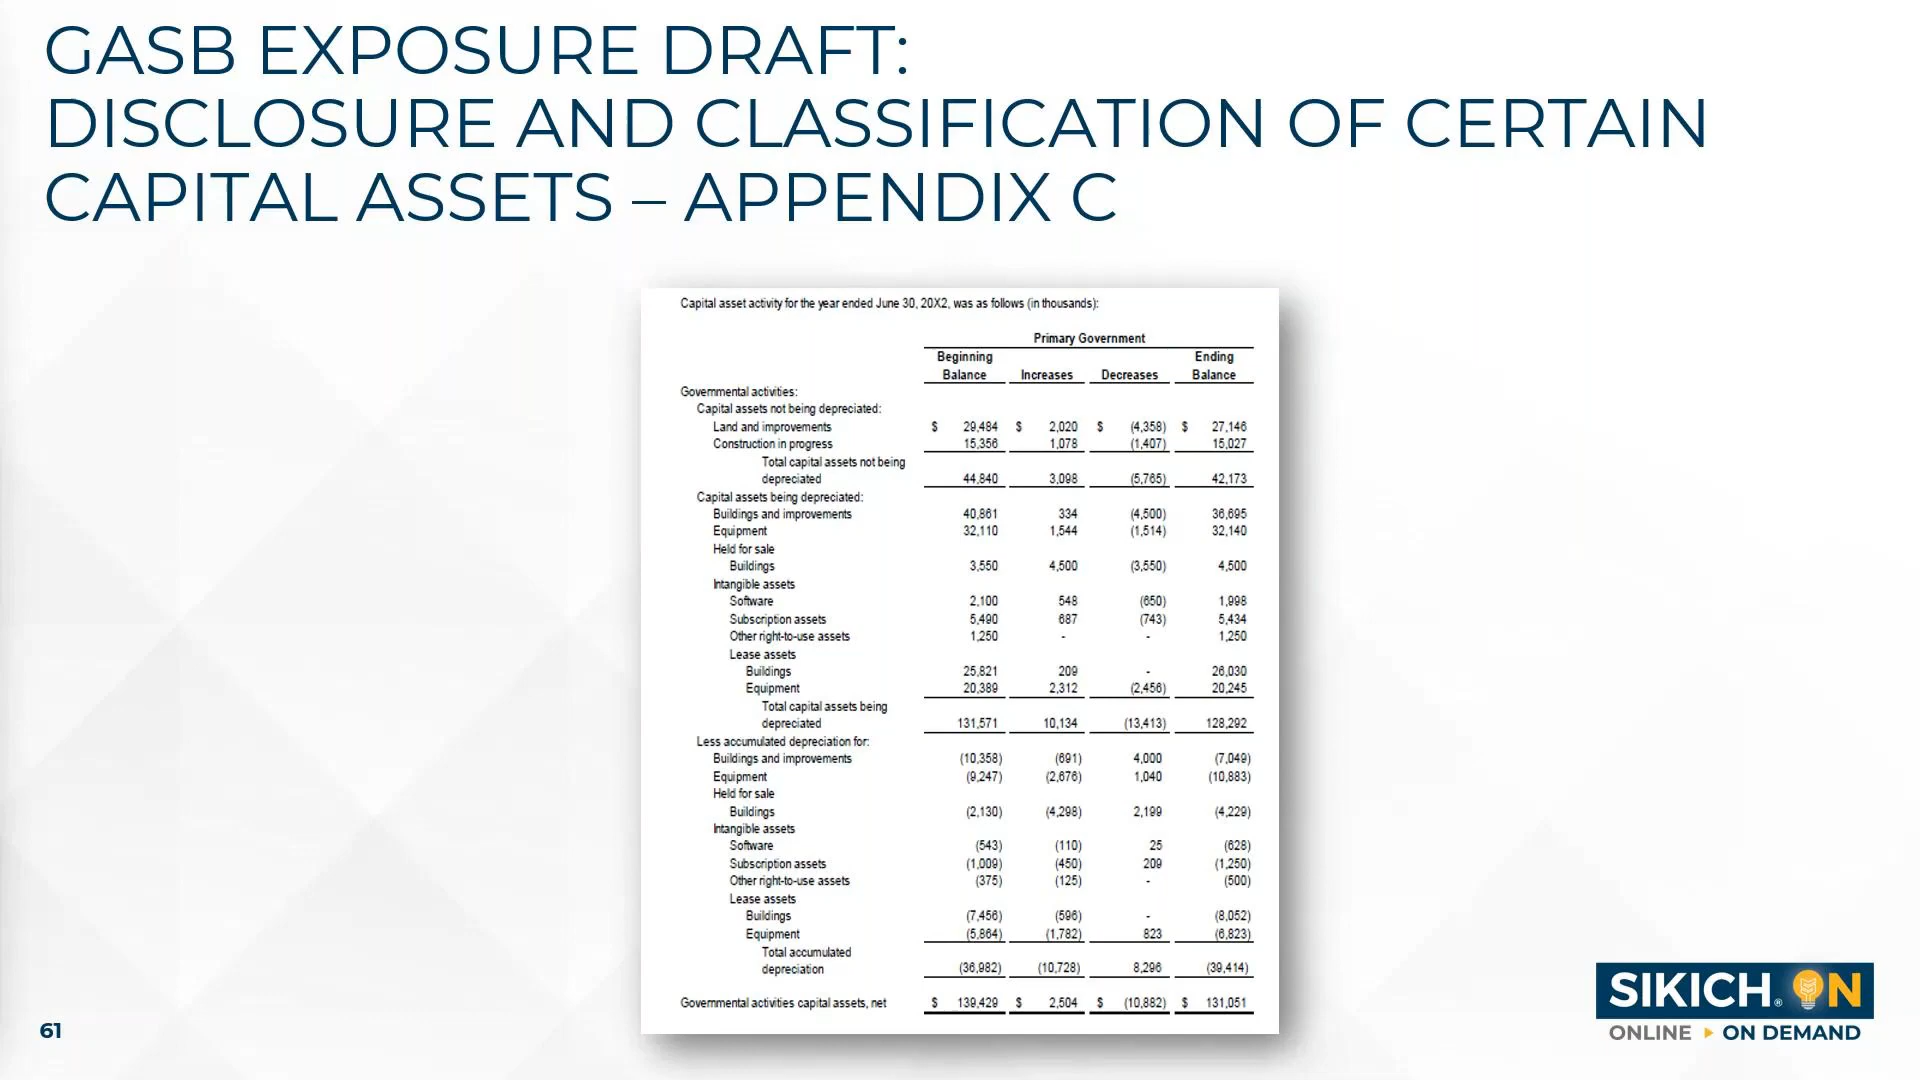 GASB EXPOSURE DRAFT:
DISCLOSURE AND CLASSIFICATION OF CERTAIN
CAPITAL ASSETS – APPENDIX C
Capital asset activity for the year ended June 30, 20X2, was as follows (in thousands):
Primary Government
Beginning Ending
Balance Increases Decreases Balance
Governmental activities:
Capital assets not being depreciated:
Land and improvements $ 29,484 $ 2,020 $ (4,358) $ 27,146
Construction in progress 15,356 1,078 (1,407) 15,027
Total capital assets not being
depreciated 44,840 3,098 (5,765) 42,173
Capital assets being depreciated:
Buildings and improvements 40,861 334 (4,500) 36,695
Equipment 32,110 1,544 (1,514) 32,140
Held for sale
Buildings 3,550 4,500 (3,550) 4,500
Intangible assets
Software 2,100 548 (650) 1,998
Subscription assets 5,490 687 (743) 5,434
Other right-to-use assets 1,250 - - 1,250
Lease assets
Buildings 25,821 209 - 26,030
Equipment 20,389 2,312 (2,456) 20,245
Total capital assets being
depreciated 131,571 10,134 (13,413) 128,292
Less accumulated depreciation for:
Buildings and improvements (10,358) (691) 4,000 (7,049)
Equipment (9,247) (2,676) 1,040 (10,883)
Held for sale
Buildings (2,130) (4,298) 2,199 (4,229)
Intangible assets
Software (543) (110) 25 (628)
Subscription assets (1,009) (450) 209 (1,250)
Other right-to-use assets (375) (125) - (500)
Lease assets
Buildings (7,456) (596) - (8,052)
Equipment (5,864) (1,782) 823 (6,823)
Total accumulated
depreciation (36,982) (10,728) 8,296 (39,414)
Governmental activities capital assets, net $ 139,429 $ 2,504 $ (10,882) $ 131,051
61
SIKICH® ON
ONLINE ON DEMAND